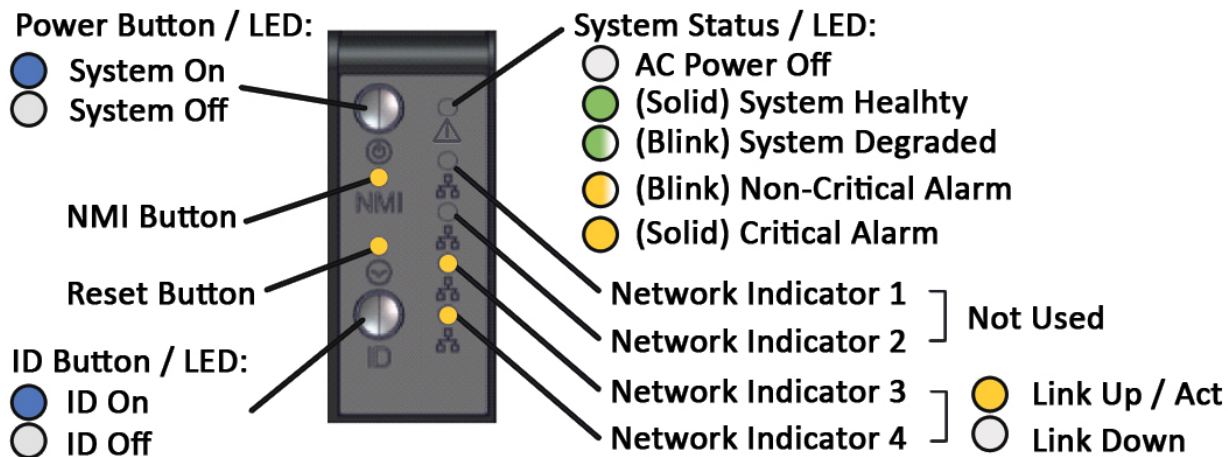 Power Button / LED:
System On
System Off
NMI Button
Reset Button
ID Button / LED:
ID On
ID Off
NMI
ID
System Status / LED:
AC Power Off
(Solid) System Healhty
(Blink) System Degraded
(Blink) Non-Critical Alarm
(Solid) Critical Alarm
Network Indicator 1
Network Indicator 2
Not Used
Network Indicator 3
Network Indicator 4
Link Up / Act
Link Down